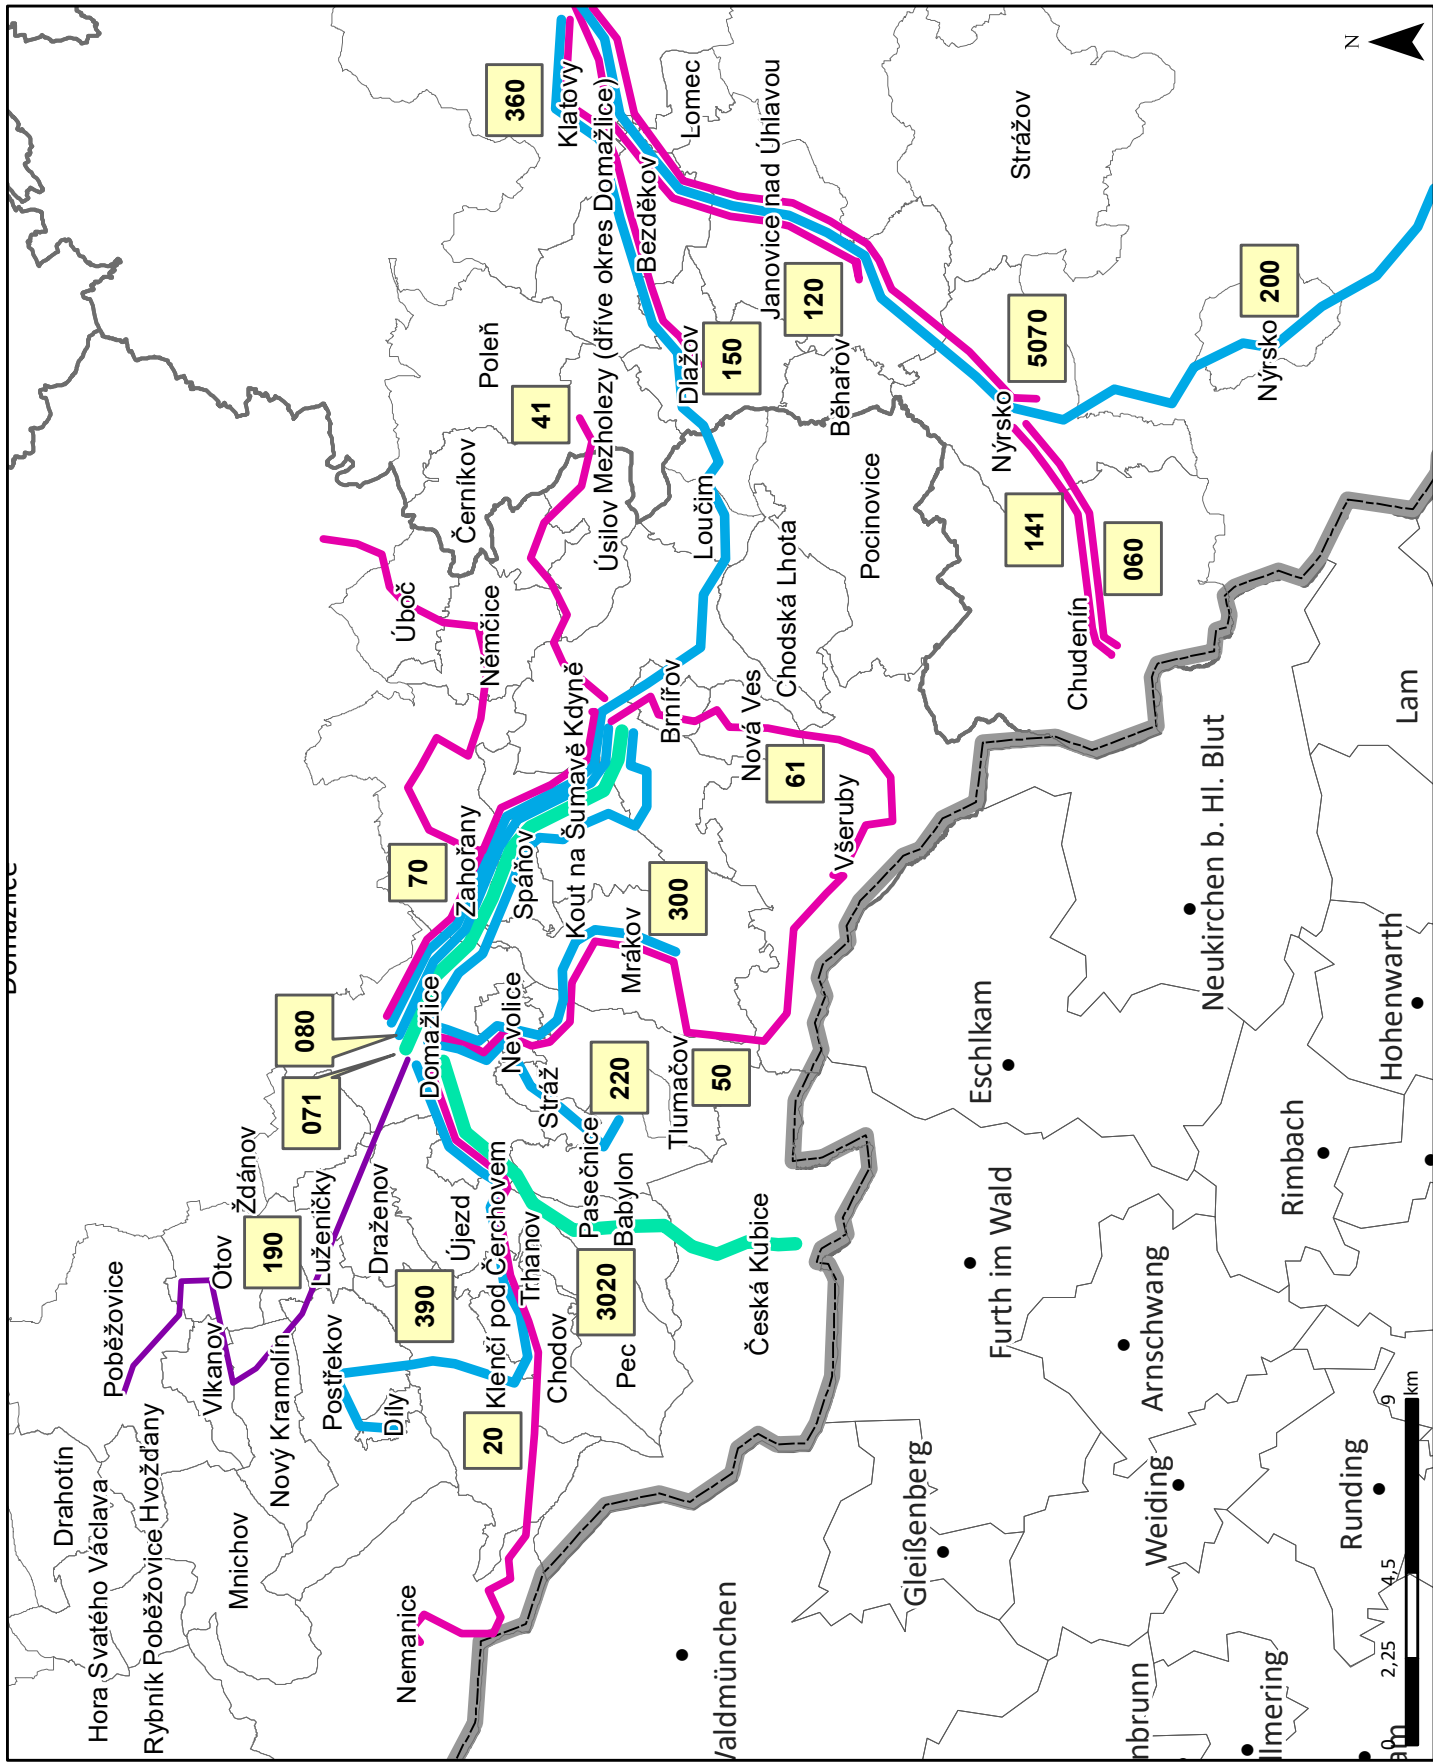 Drahotín
Hora Svatého Václava
Rybník
Poběžovice
Hvožďany
Mnichov
Nový Kramolín
Poběžovice
Vlkanov
Otov
Ždánov
190
Luženičky
Draženov
Postřekov
Díly
390
Újezd
Klenčí pod Čerchovem
Trhanov
Chodov
20
3020
Pec
Nemanice
Pasečnice
Babylon
Česká Kubice
071
080
Domažlice
Nevolice
Stráž
220
Tlumačov
50
Mrákov
300
70
Zahořany
Spáňov
Kout na Šumavě
Kdyně
Brnířov
Nová Ves
61
Všeruby
Úboč
Němčice
Černíkov
Poleň
41
Úsilov
Mezholezy (dříve okres Domažlice)
Loučim
Chodská Lhota
Pocinovice
360
Klatovy
Bezděkov
Dlažov
150
Lomec
Janovice nad Úhlavou
120
Běhařov
Strážov
Nýrsko
5070
200
Nýrsko
141
060
Chudenín
Lam
Neukirchen b. Hl. Blut
Hohenwarth
Eschlkam
Rimbach
Furth im Wald
Arnschwang
Gleißenberg
Weiding
Runding
0 2,25 4,5 9
km
N